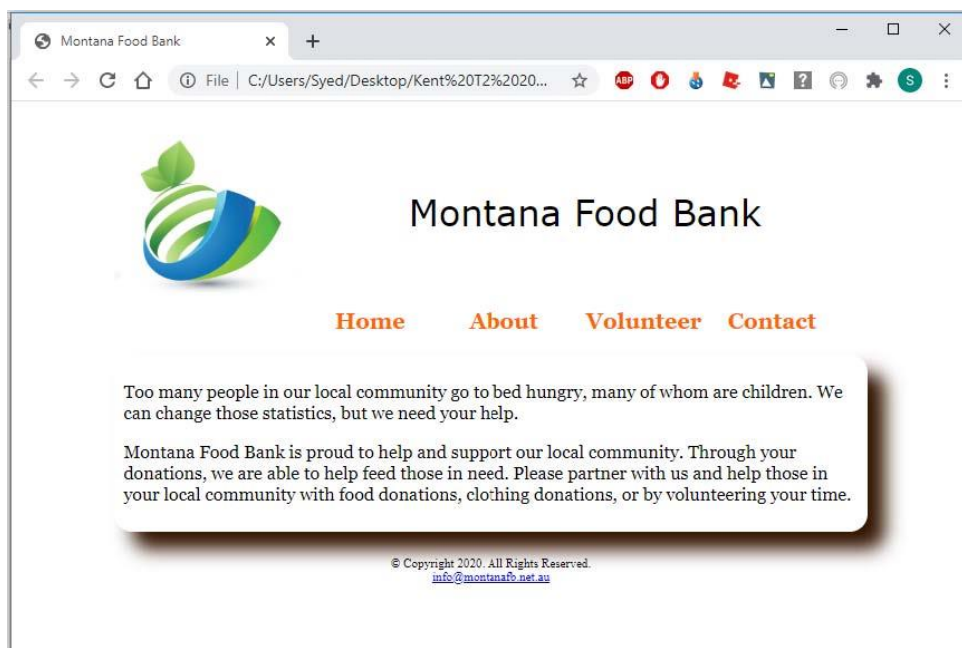 Montana Food Bank
File | C:/Users/Syed/Desktop/Kent%20T2%2020...
ABP
?
S
Montana Food Bank
Home About Volunteer Contact
Too many people in our local community go to bed hungry, many of whom are children. We
can change those statistics, but we need your help.
Montana Food Bank is proud to help and support our local community. Through your
donations, we are able to help feed those in need. Please partner with us and help those in
your local community with food donations, clothing donations, or by volunteering your time.
© Copyright 2020. All Rights Reserved.
info@montanafb.net.au